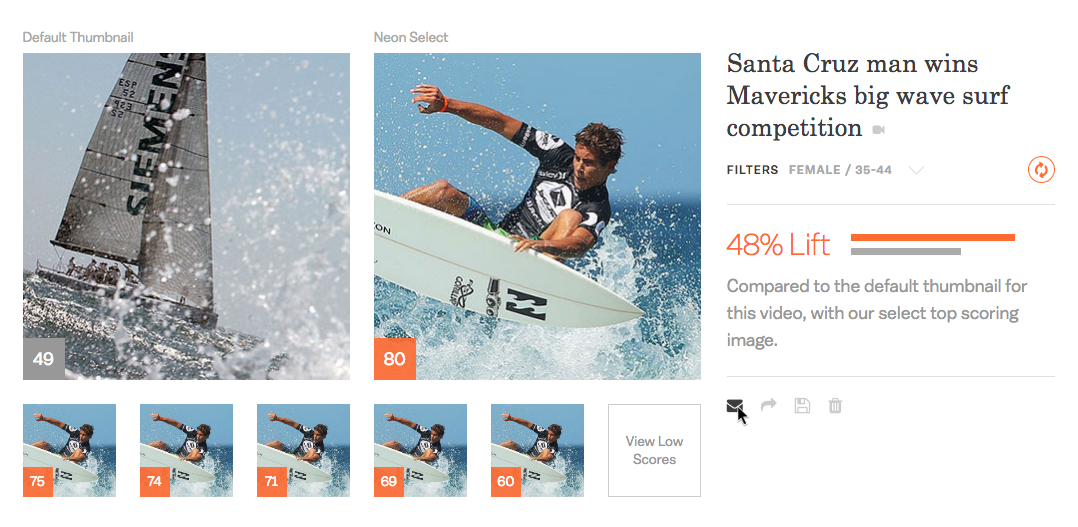 Default Thumbnail
Neon Select
SIEMENS
ESP
52
49
80
75
74
71
69
60
View Low
Scores
Santa Cruz man wins
Mavericks big wave surf
competition
FILTERS FEMALE / 35-44
48% Lift
Compared to the default thumbnail for
this video, with our select top scoring
image.